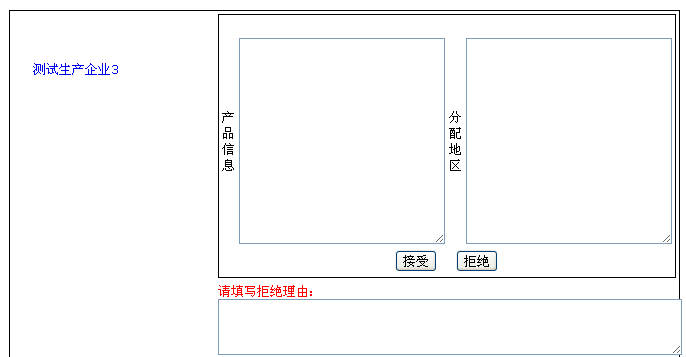 测试生产企业3
产品信息
分配地区
接受
拒绝
请填写拒绝理由: